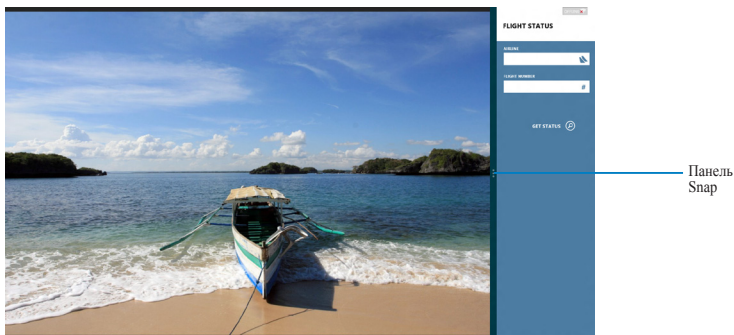 FLIGHT STATUS
AIRLINE
FLIGHT NUMBER
#
GET STATUS
Панель
Snap